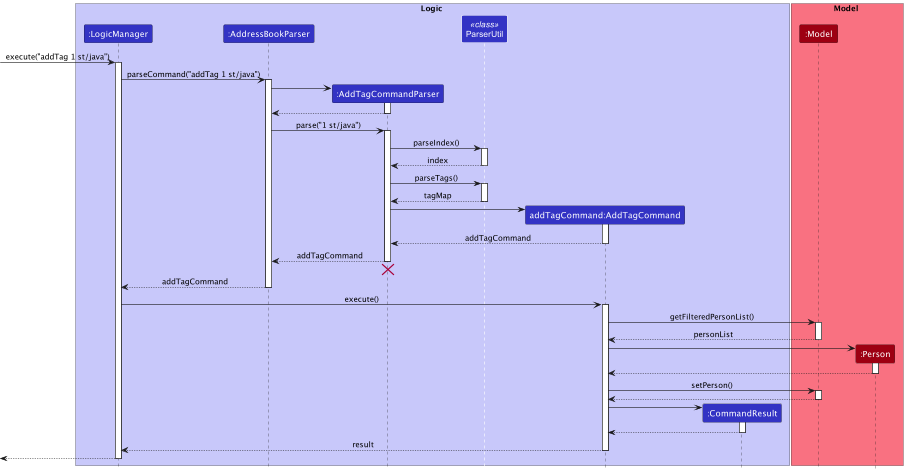 Logic
Model
:LogicManager
:AddressBookParser
«class»
ParserUtil
:Model
execute("addTag 1 st/java")
parseCommand("addTag 1 st/java")
:AddTagCommandParser
parse("1 st/java")
parseIndex()
index
parseTags()
tagMap
addTagCommand:AddTagCommand
addTagCommand
addTagCommand
addTagCommand
execute()
getFilteredPersonList()
personList
:Person
setPerson()
:CommandResult
result